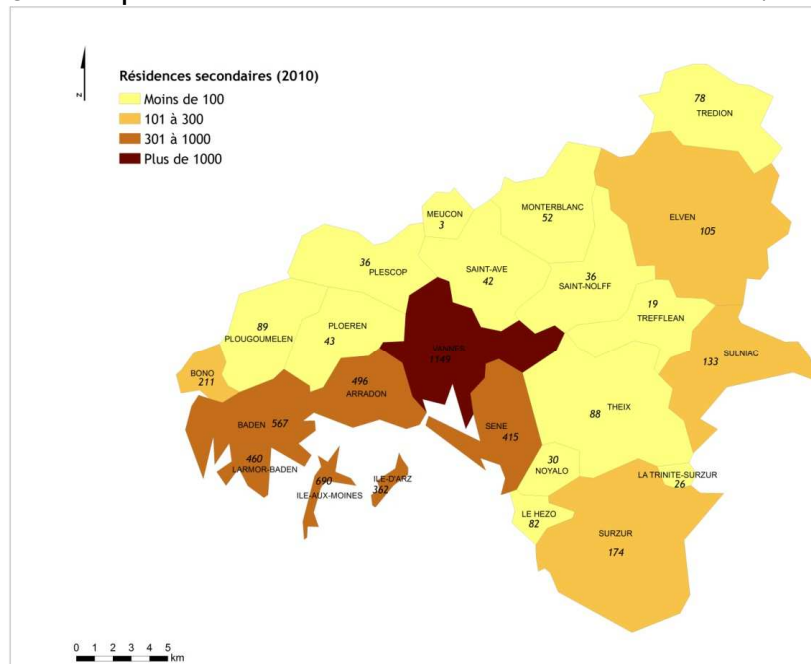 N
Résidences secondaires (2010)
Moins de 100
101 à 300
301 à 1000
Plus de 1000
78
TREDION
MEUCON
3
MONTERBLANC
52
ELVEN
105
36
PLESCOP
SAINT-AVE
42
36
SAINT-NOLFF
19
TREFFLEAN
89
PLOUGOUMELEN
PLOEREN
43
VANNES
1149
SULNIAC
133
BONO
211
496
ARRADON
88 THEIX
BADEN 567
SENE
415
460
LARMOR-BADEN
690
ILE-AUX-MOINES
ILE-D'ARZ
362
30
NOYALO
LA TRINITE-SURZUR
26
LE HEZO
82
SURZUR
174
0 1 2 3 4 5
km